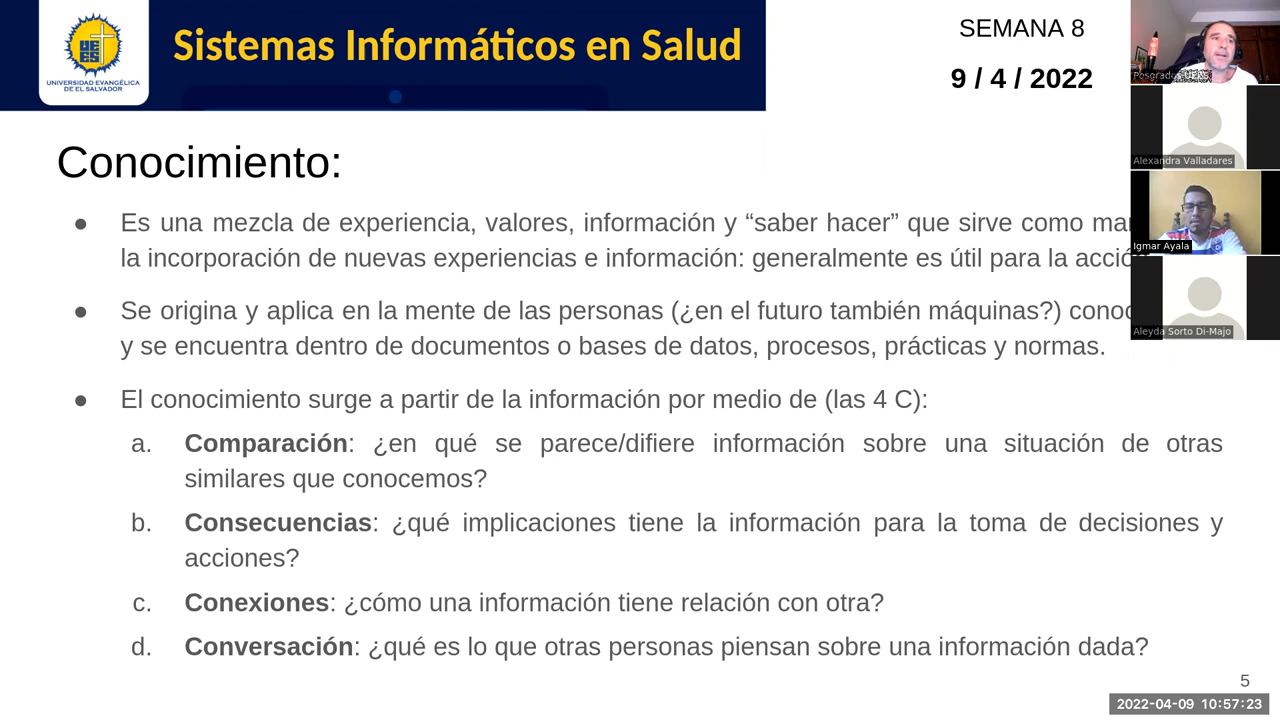 Sistemas Informáticos en Salud
UNIVERSIDAD EVANGÉLICA
DE EL SALVADOR
SEMANA 8
9 / 4 / 2022
Conocimiento:
● Es una mezcla de experiencia, valores, información y “saber hacer” que sirve como
la incorporación de nuevas experiencias e información: generalmente es útil para la
● Se origina y aplica en la mente de las personas (¿en el futuro también máquinas?)
y se encuentra dentro de documentos o bases de datos, procesos, prácticas y normas.
● El conocimiento surge a partir de la información por medio de (las 4 C):
a. Comparación: ¿en qué se parece/difiere información sobre una situación de otras
similares que conocemos?
b. Consecuencias: ¿qué implicaciones tiene la información para la toma de decisiones y
acciones?
c. Conexiones: ¿cómo una información tiene relación con otra?
d. Conversación: ¿qué es lo que otras personas piensan sobre una información dada?
5
Alexandra Valladares
Igmar Ayala
Aleyda Sorto Di-Majo
2022-04-09 10:57:23